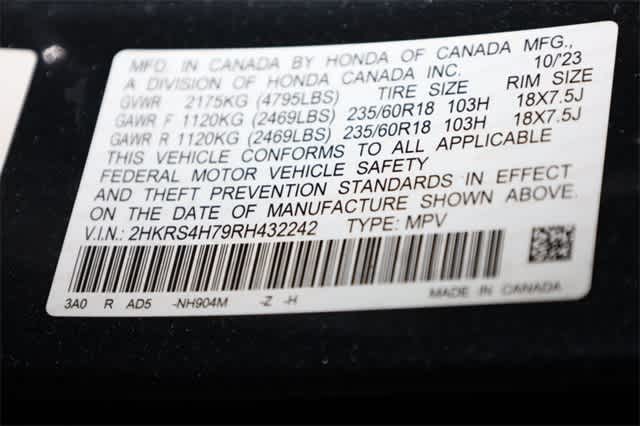 MFD. IN CANADA BY HONDA OF CANADA MFG.,
A DIVISION OF HONDA CANADA INC. 10/'23
GVWR 2175KG (4795LBS) TIRE SIZE RIM SIZE
GAWR F 1120KG (2469LBS) 235/60R18 103H 18X7.5J
GAWR R 1120KG (2469LBS) 235/60R18 103H 18X7.5J
THIS VEHICLE CONFORMS TO ALL APPLICABLE
FEDERAL MOTOR VEHICLE SAFETY
AND THEFT PREVENTION STANDARDS IN EFFECT
ON THE DATE OF MANUFACTURE SHOWN ABOVE.
V.I.N.: 2HKRS4H79RH432242 TYPE: MPV
3A0 R AD5 -NH904M -Z -H MADE IN CANADA